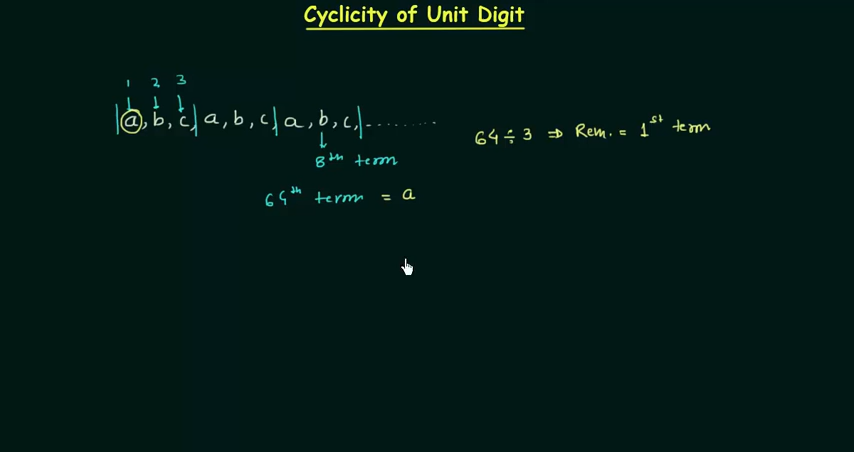 Cyclicity of Unit Digit
1 2 3
|a, b, c,| a, b, c,| a, b, c,|..........
64 ÷ 3 ⇒ Rem. = 1st term
8th term
64th term = a